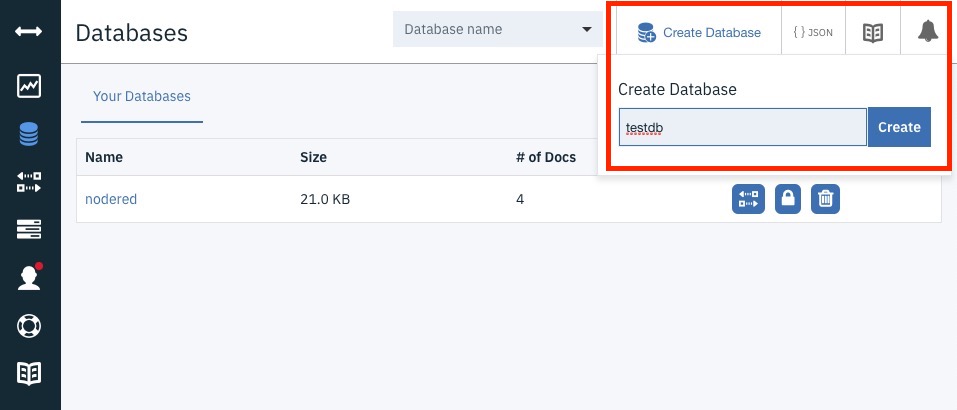 Databases
Database name
Create Database
{ } JSON
Your Databases
Create Database
testdb
Create
Name Size # of Docs
nodered 21.0 KB 4